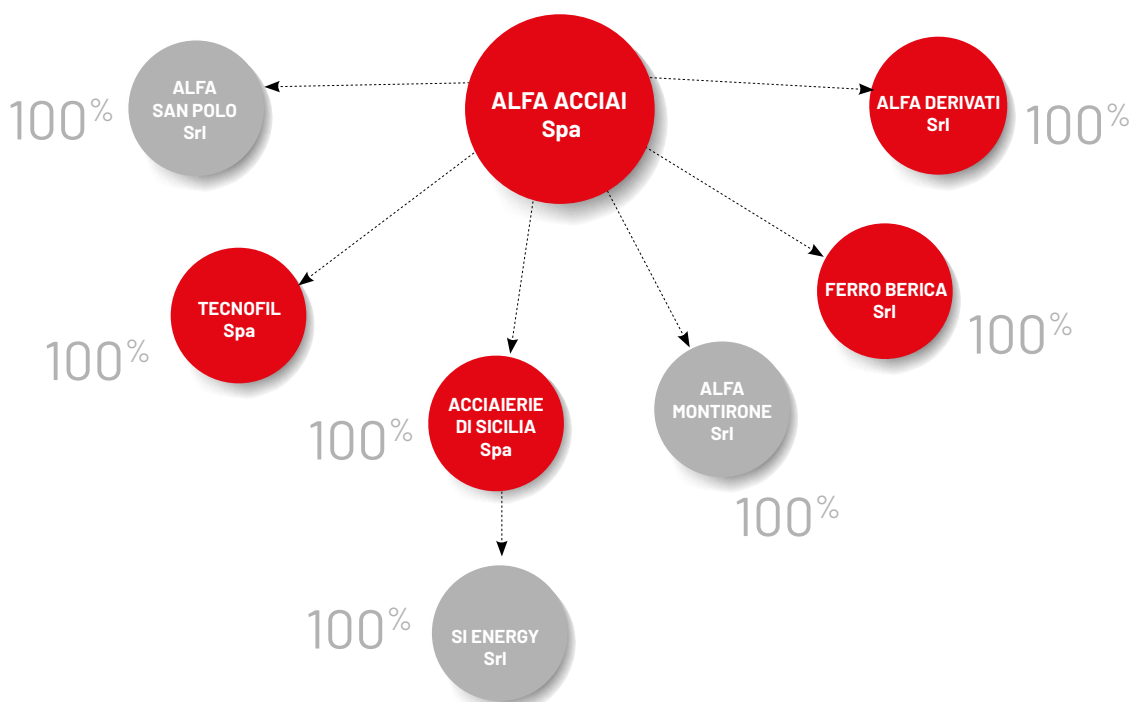 ALFA
SAN POLO
Srl
100%
ALFA ACCIAI
Spa
ALFA DERIVATI
Srl
100%
TECNOFIL
Spa
100%
FERRO BERICA
Srl
100%
ACCIAIERIE
DI SICILIA
Spa
100%
ALFA
MONTIRONE
Srl
100%
SI ENERGY
Srl
100%